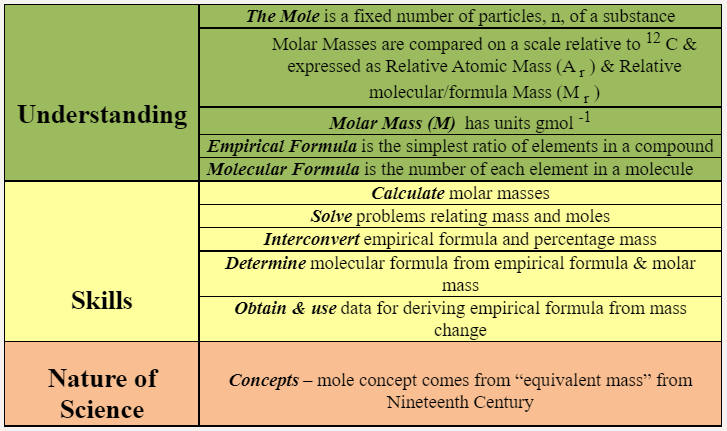 Understanding
The Mole is a fixed number of particles, n, of a substance
Molar Masses are compared on a scale relative to 12 C &
expressed as Relative Atomic Mass (A r ) & Relative
molecular/formula Mass (M r )
Molar Mass (M) has units gmol -1
Empirical Formula is the simplest ratio of elements in a compound
Molecular Formula is the number of each element in a molecule
Skills
Calculate molar masses
Solve problems relating mass and moles
Interconvert empirical formula and percentage mass
Determine molecular formula from empirical formula & molar
mass
Obtain & use data for deriving empirical formula from mass
change
Nature of
Science
Concepts – mole concept comes from “equivalent mass” from
Nineteenth Century